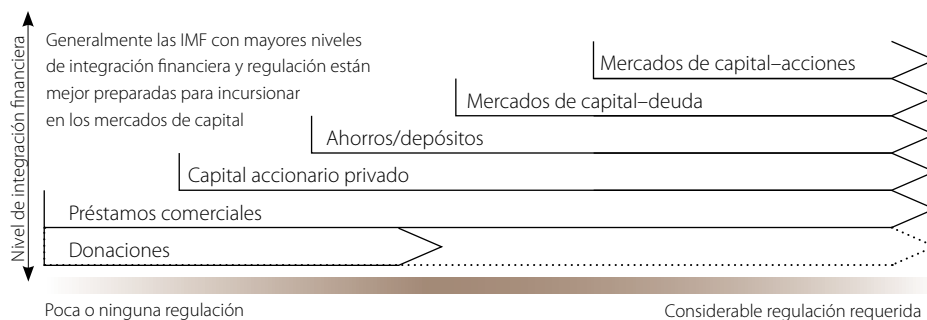 Nivel de integración financiera
Generalmente las IMF con mayores niveles
de integración financiera y regulación están
mejor preparadas para incursionar
en los mercados de capital
Mercados de capital–acciones
Mercados de capital–deuda
Ahorros/depósitos
Capital accionario privado
Préstamos comerciales
Donaciones
Poca o ninguna regulación
Considerable regulación requerida